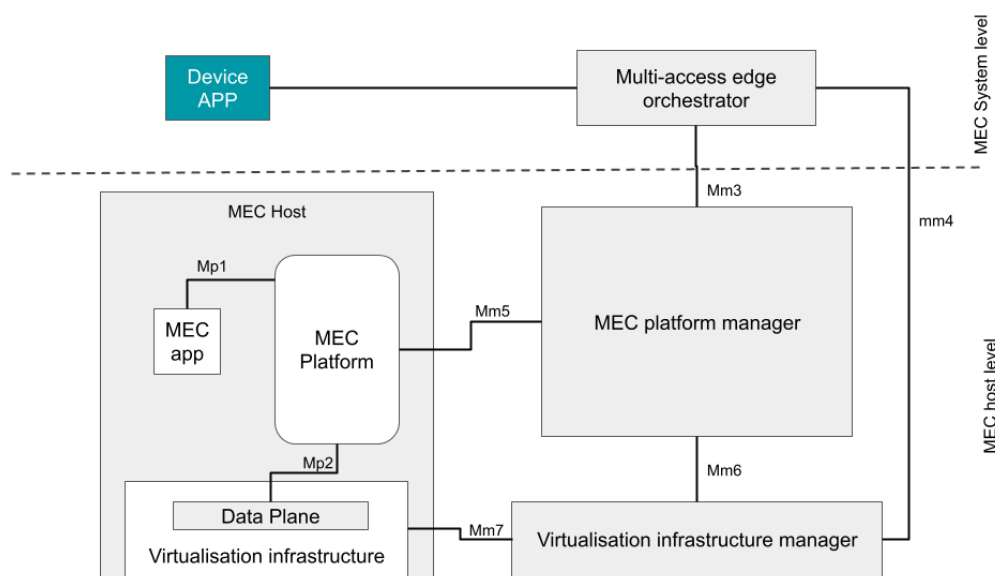 Device
APP
Multi-access edge
orchestrator
MEC System level
Mm3
mm4
MEC Host
Mp1
MEC
app
MEC
Platform
Mm5
MEC platform manager
MEC host level
Mp2
Mm6
Data Plane
Virtualisation infrastructure
Mm7
Virtualisation infrastructure manager